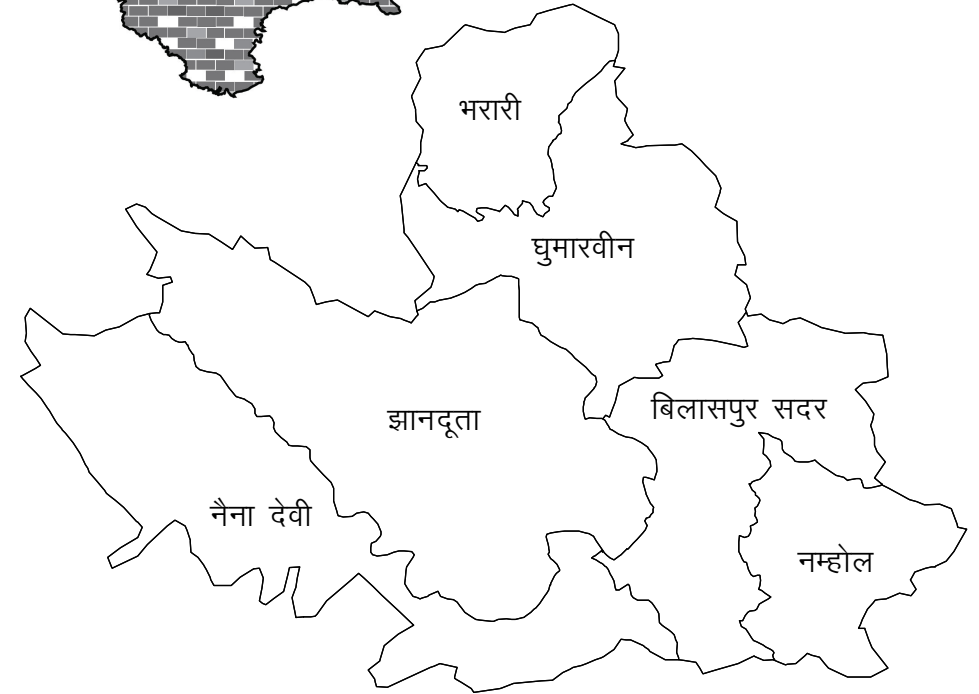 भरारी
घुमारवीन
बिलासपुर सदर
झानदूता
नैना देवी
नम्होल